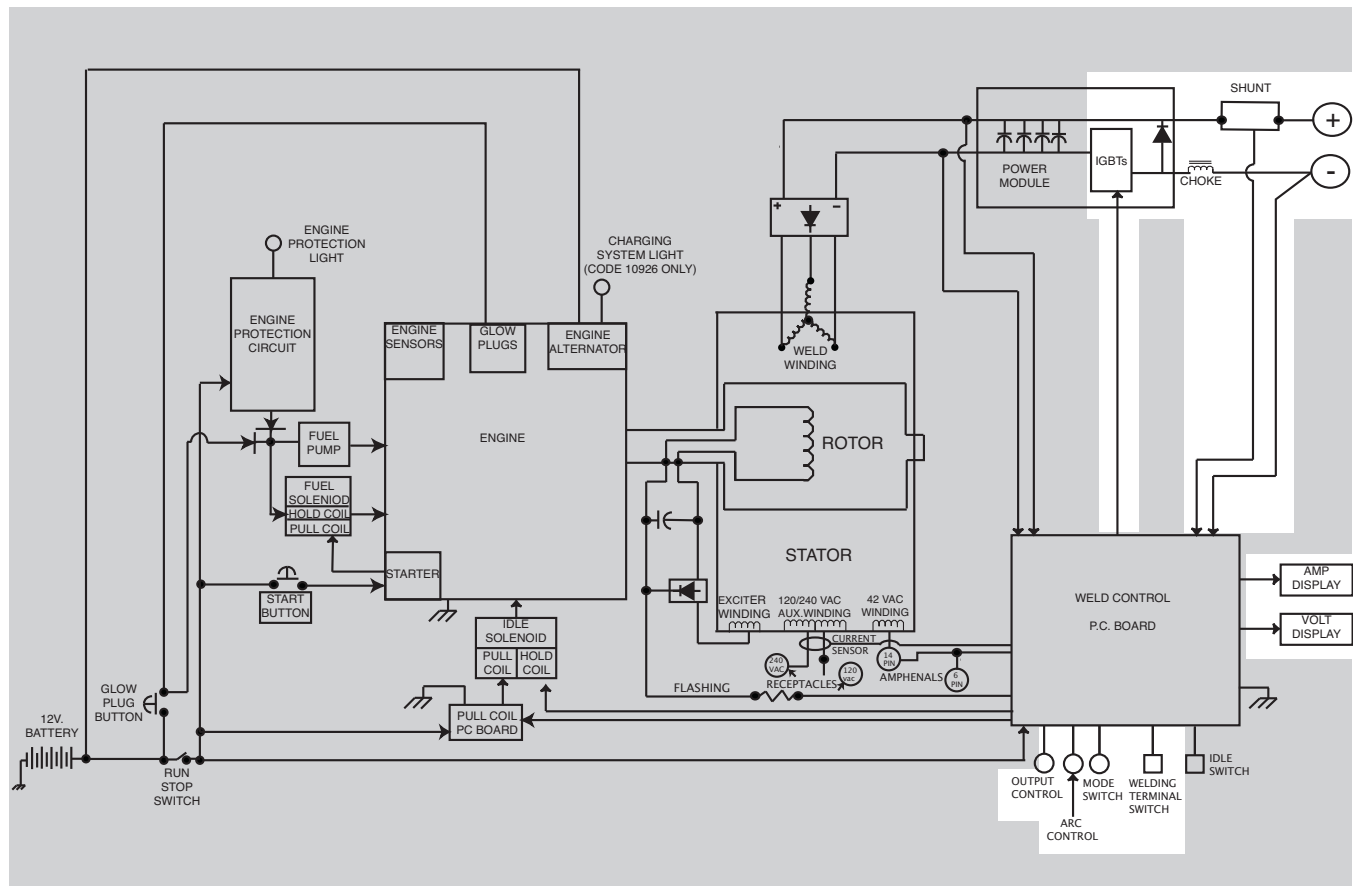 SHUNT
+
IGBTs
POWER
MODULE
CHOKE
-
+ −
ENGINE
PROTECTION
LIGHT
CHARGING
SYSTEM LIGHT
(CODE 10926 ONLY)
ENGINE
PROTECTION
CIRCUIT
ENGINE
SENSORS
GLOW
PLUGS
ENGINE
ALTERNATOR
WELD
WINDING
ENGINE
FUEL
PUMP
ROTOR
FUEL
SOLENIOD
HOLD COIL
PULL COIL
STATOR
STARTER
START
BUTTON
EXCITER
WINDING
120/240 VAC
AUX.WINDING
42 VAC
WINDING
WELD CONTROL
P.C. BOARD
AMP
DISPLAY
VOLT
DISPLAY
IDLE
SOLENOID
PULL
COIL
HOLD
COIL
CURRENT
SENSOR
240
VAC
RECEPTACLES
120
vac
14
PIN
AMPHENALS
6
PIN
FLASHING
GLOW
PLUG
BUTTON
PULL COIL
PC BOARD
12V.
BATTERY
RUN
STOP
SWITCH
OUTPUT
CONTROL
MODE
SWITCH
WELDING
TERMINAL
SWITCH
IDLE
SWITCH
ARC
CONTROL